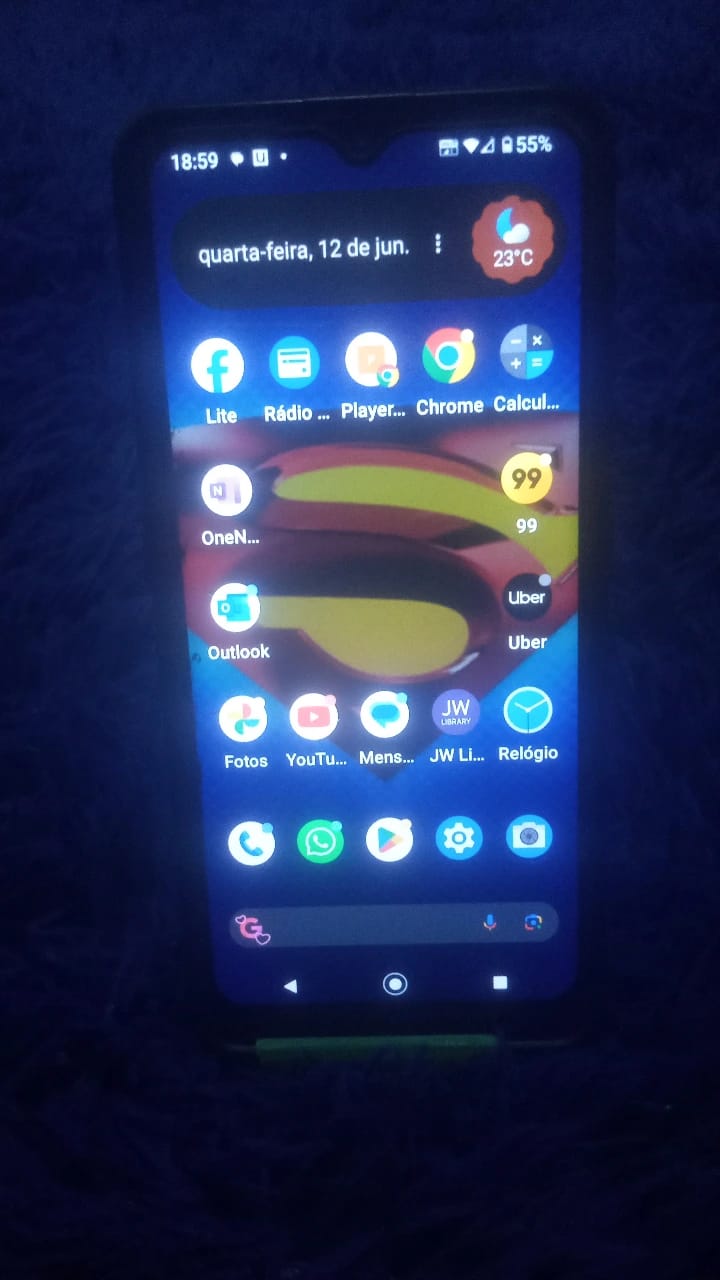 18:59 55%
quarta-feira, 12 de jun.
23°C
Lite Rádio ... Player... Chrome Calcul...
N 99
OneN... 99
O Uber
Outlook Uber
JW
LIBRARY
Fotos YouTu... Mens... JW Li... Relógio
G